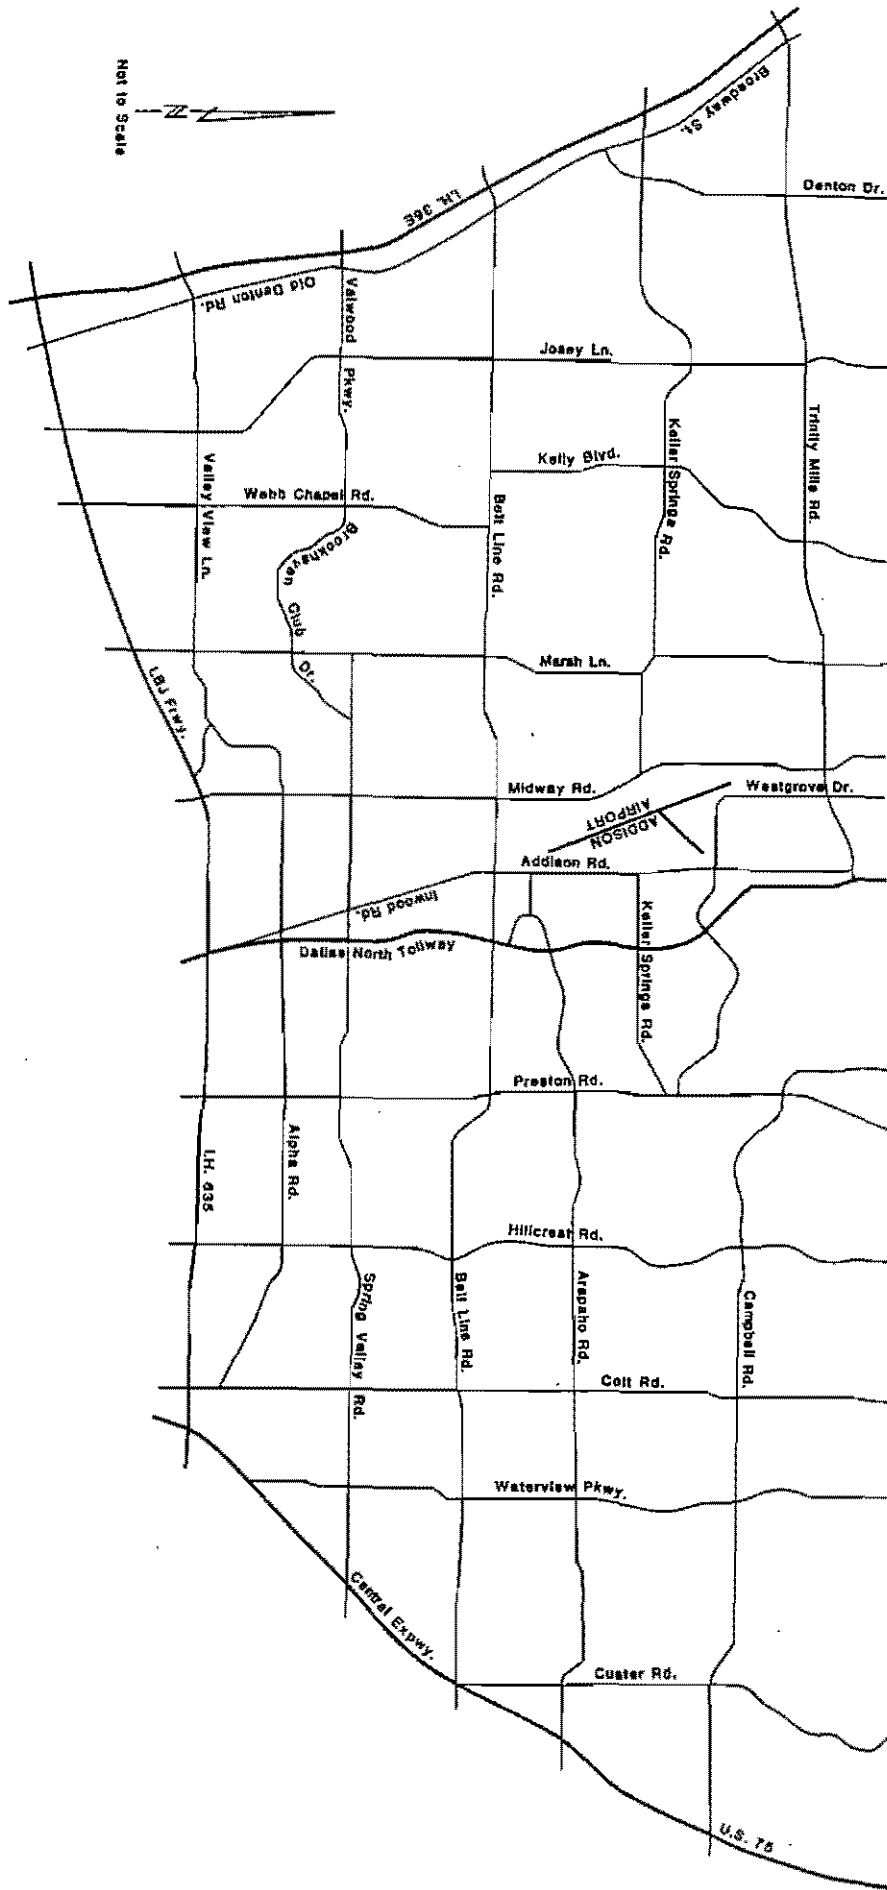 Not to Scale
N
Broadway St.
Denton Dr.
I.H. 35E
Old Denton Rd.
Valwood Pkwy.
Josey Ln.
Keller Springs Rd.
Trinity Mills Rd.
Kelly Blvd.
Valley View Ln.
Webb Chapel Rd.
Belt Line Rd.
Brookhaven Club Dr.
Marsh Ln.
LBJ Frwy.
Midway Rd.
Westgrove Dr.
ADDISON
AIRPORT
Addison Rd.
Inwood Rd.
Keller Springs Rd.
Dallas North Tollway
Preston Rd.
Alpha Rd.
I.H. 635
Hillcrest Rd.
Spring Valley Rd.
Belt Line Rd.
Arapaho Rd.
Campbell Rd.
Coit Rd.
Waterview Pkwy.
Central Expwy.
Custer Rd.
U.S. 75